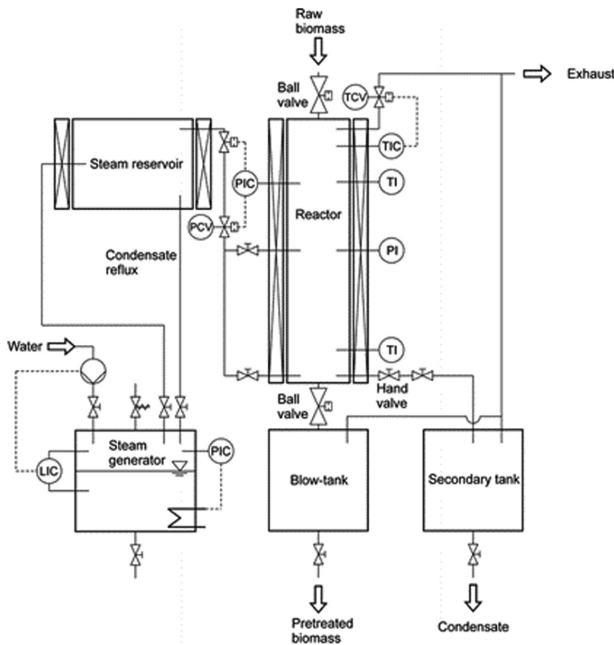 Raw
biomass
Exhaust
Ball
valve
TCV
TIC
Steam reservoir
PIC
TI
Reactor
PCV
PI
Condensate
reflux
Water
TI
Hand
valve
Ball
valve
Steam
generator
PIC
LIC
Blow-tank
Secondary tank
Pretreated
biomass
Condensate